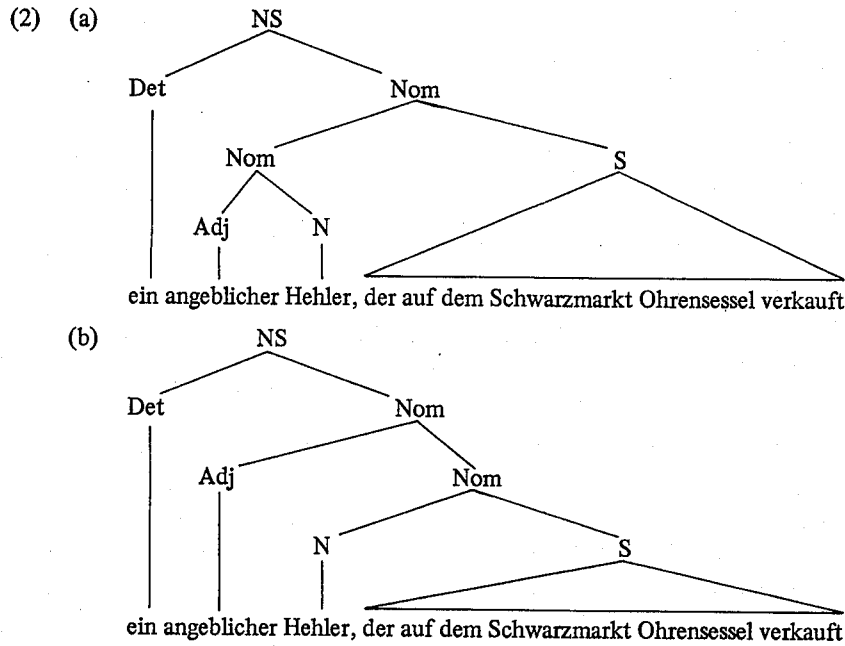 (2) (a) NS
Det Nom
Nom S
Adj N
ein angeblicher Hehler, der auf dem Schwarzmarkt Ohrensessel verkauft
(b) NS
Det Nom
Adj Nom
N S
ein angeblicher Hehler, der auf dem Schwarzmarkt Ohrensessel verkauft